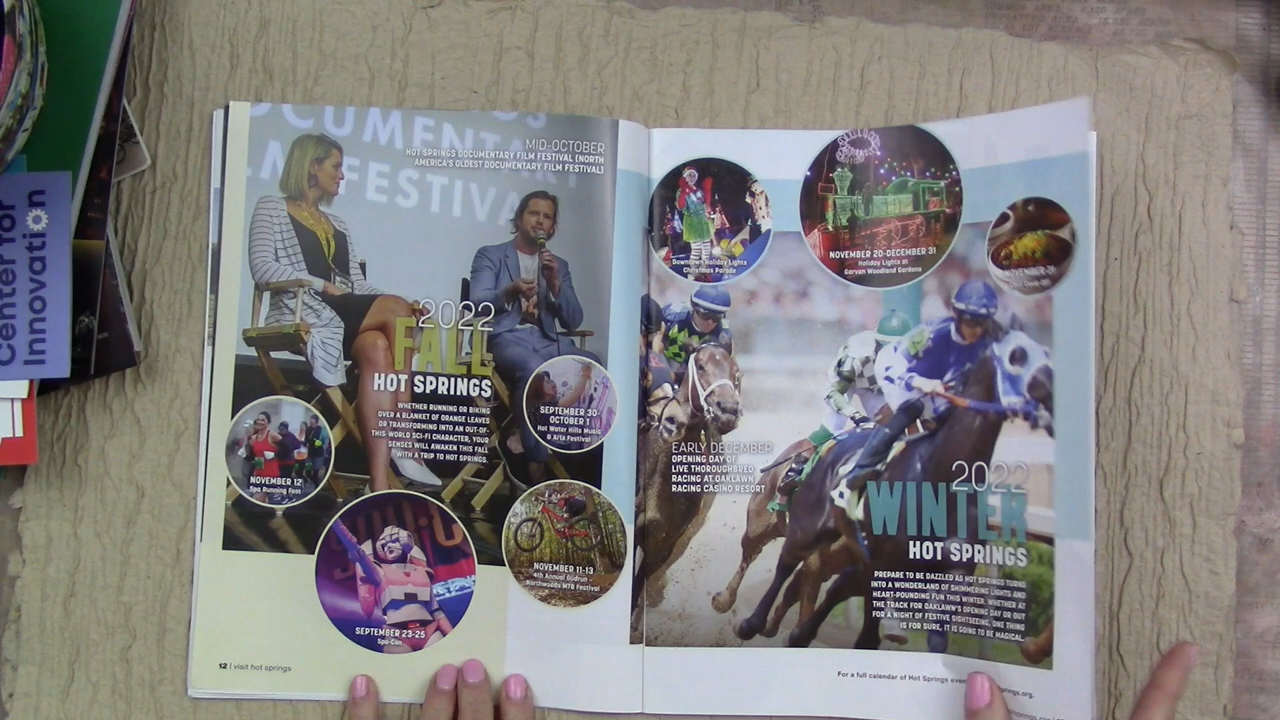 Center for
Innovation
OCUMENTARY
FESTIVA
MID-OCTOBER
HOT SPRINGS DOCUMENTARY FILM FESTIVAL (NORTH
AMERICA'S OLDEST DOCUMENTARY FILM FESTIVAL)
2022
FALL
HOT SPRINGS
WHETHER RUNNING OR BIKING
OVER A BLANKET OF ORANGE LEAVES
OR TRANSFORMING INTO AN OUT-OF-
THIS-WORLD SCI-FI CHARACTER, YOUR
SENSES WILL AWAKEN THIS FALL
WITH A TRIP TO HOT SPRINGS.
SEPTEMBER 30-
OCTOBER 1
Hot Water Hills Music
& Arts Festival
NOVEMBER 12
Spa Running Fest
NOVEMBER 11-13
4th Annual Gudrun -
Northwoods MTB Festival
SEPTEMBER 23-25
Spa-Con
12 | visit hot springs
Downtown Holiday Lights
Christmas Parade
NOVEMBER 20-DECEMBER 31
Holiday Lights at
Garvan Woodland Gardens
NOVEMBER
EARLY DECEMBER
OPENING DAY OF
LIVE THOROUGHBRED
RACING AT OAKLAWN
RACING CASINO RESORT
2022
WINTER
HOT SPRINGS
PREPARE TO BE DAZZLED AS HOT SPRINGS TURNS
INTO A WONDERLAND OF SHIMMERING LIGHTS AND
HEART-POUNDING FUN THIS WINTER. WHETHER AT
THE TRACK FOR OAKLAWN'S OPENING DAY OR OUT
FOR A NIGHT OF FESTIVE SIGHTSEEING, ONE THING
IS FOR SURE, IT IS GOING TO BE MAGICAL.
For a full calendar of Hot Springs even
prings.org.